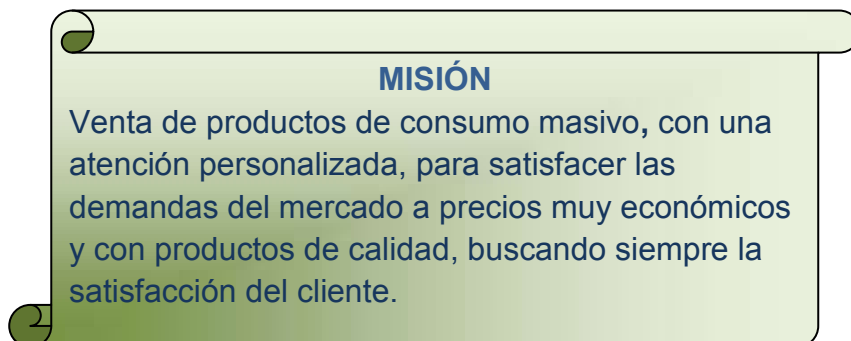 MISIÓN
Venta de productos de consumo masivo, con una
atención personalizada, para satisfacer las
demandas del mercado a precios muy económicos
y con productos de calidad, buscando siempre la
satisfacción del cliente.